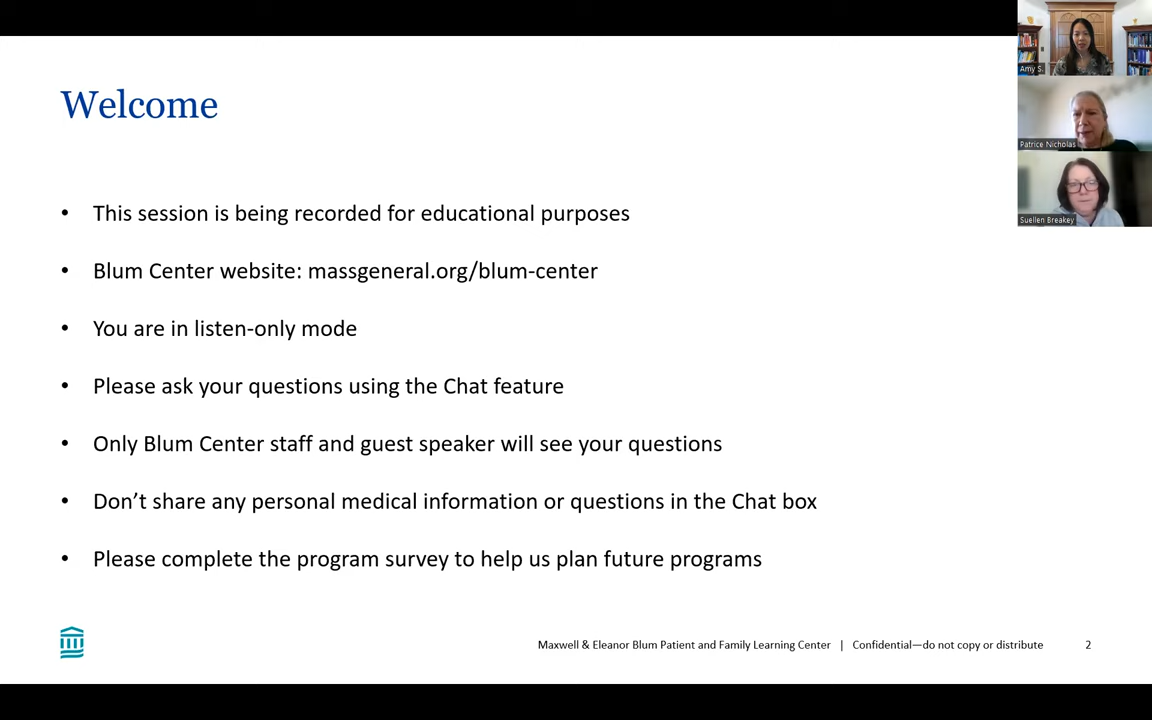 Welcome
• This session is being recorded for educational purposes
• Blum Center website: massgeneral.org/blum-center
• You are in listen-only mode
• Please ask your questions using the Chat feature
• Only Blum Center staff and guest speaker will see your questions
• Don’t share any personal medical information or questions in the Chat box
• Please complete the program survey to help us plan future programs
Maxwell & Eleanor Blum Patient and Family Learning Center | Confidential—do not copy or distribute 2
Amy S.
Patrice Nicholas
Suellen Breakey